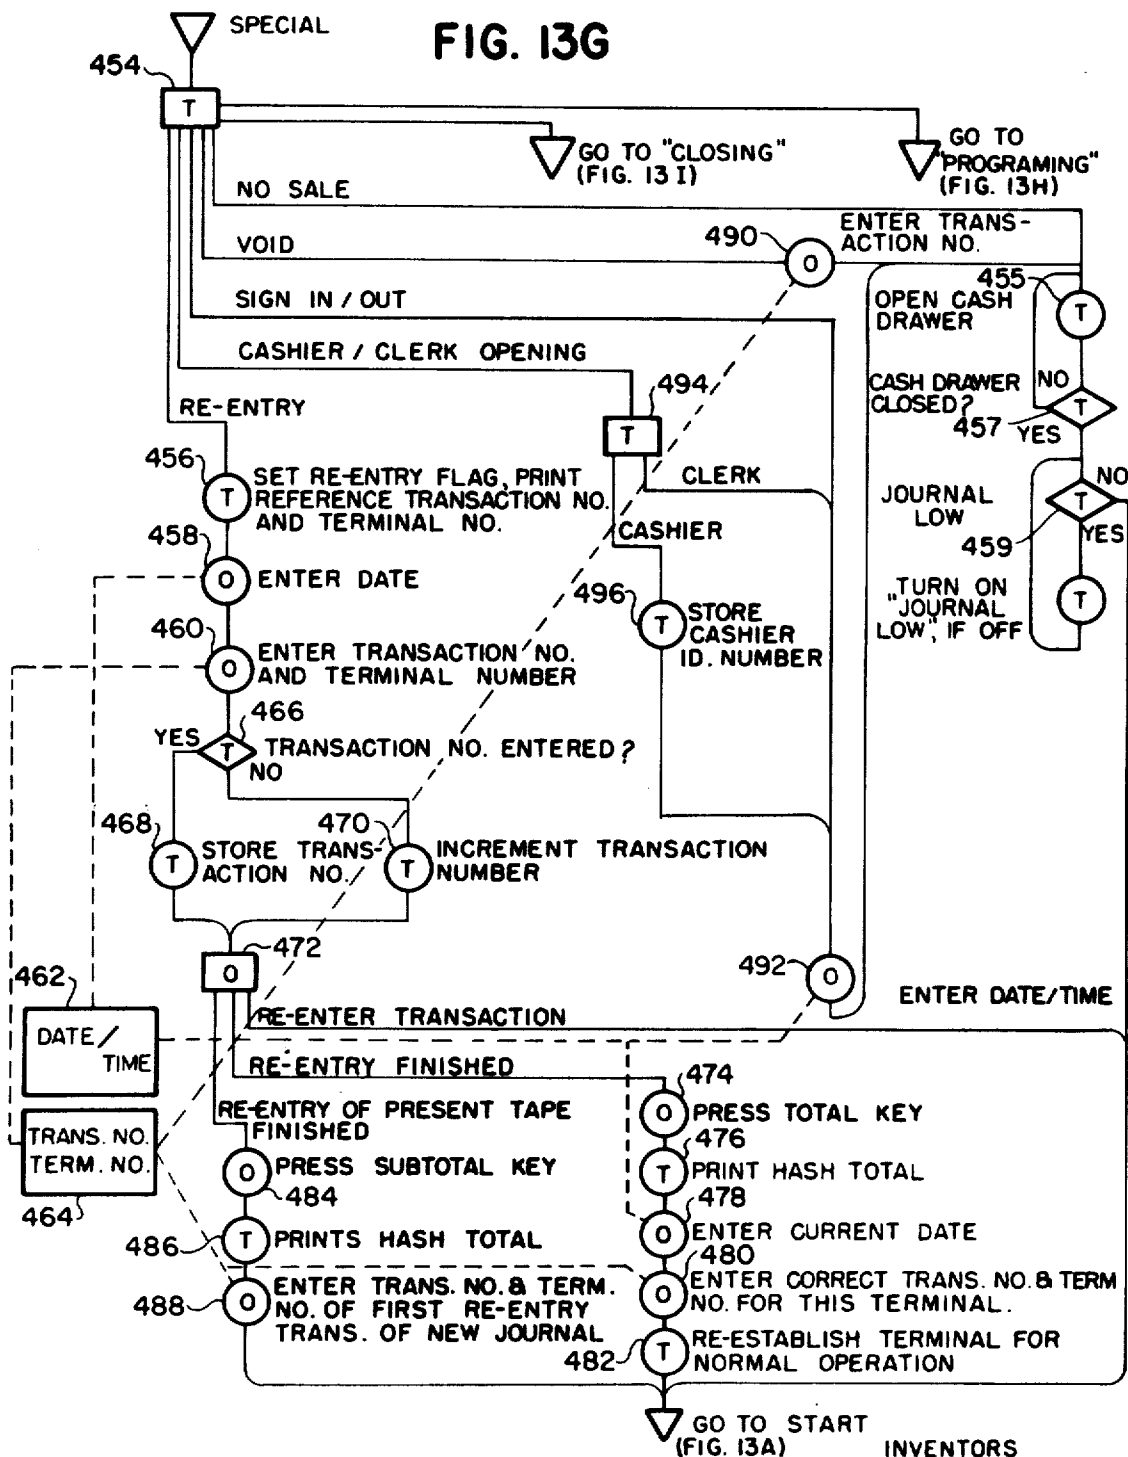 SPECIAL
FIG. 13G
454
T
GO TO "CLOSING"
(FIG. 13 I)
GO TO
"PROGRAMING"
(FIG. 13H)
NO SALE
ENTER TRANS-
ACTION NO.
490
VOID
O
455
SIGN IN / OUT
OPEN CASH
DRAWER
T
CASHIER / CLERK OPENING
494
CASH DRAWER
CLOSED?
NO
T
457
YES
RE-ENTRY
T
456
T
SET RE-ENTRY FLAG, PRINT
REFERENCE TRANSACTION NO.
AND TERMINAL NO.
CLERK
JOURNAL
LOW
NO
T
459
YES
CASHIER
458
O
ENTER DATE
496
T
STORE
CASHIER
ID. NUMBER
TURN ON
"JOURNAL
LOW", IF OFF
T
460
O
ENTER TRANSACTION NO.
AND TERMINAL NUMBER
466
YES
T
TRANSACTION NO. ENTERED?
NO
468
T
STORE TRANS-
ACTION NO.
470
T
INCREMENT TRANSACTION
NUMBER
472
O
492
O
462
DATE /
TIME
ENTER DATE/TIME
RE-ENTER TRANSACTION
RE-ENTRY FINISHED
474
O
PRESS TOTAL KEY
RE-ENTRY OF PRESENT TAPE
FINISHED
TRANS. NO.
TERM. NO.
464
476
T
PRINT HASH TOTAL
O
PRESS SUBTOTAL KEY
484
478
O
ENTER CURRENT DATE
486
T
PRINTS HASH TOTAL
480
O
ENTER CORRECT TRANS. NO. & TERM
NO. FOR THIS TERMINAL.
488
O
ENTER TRANS. NO. & TERM.
NO. OF FIRST RE-ENTRY
TRANS. OF NEW JOURNAL
482
T
RE-ESTABLISH TERMINAL FOR
NORMAL OPERATION
GO TO START
(FIG. 13A)
INVENTORS